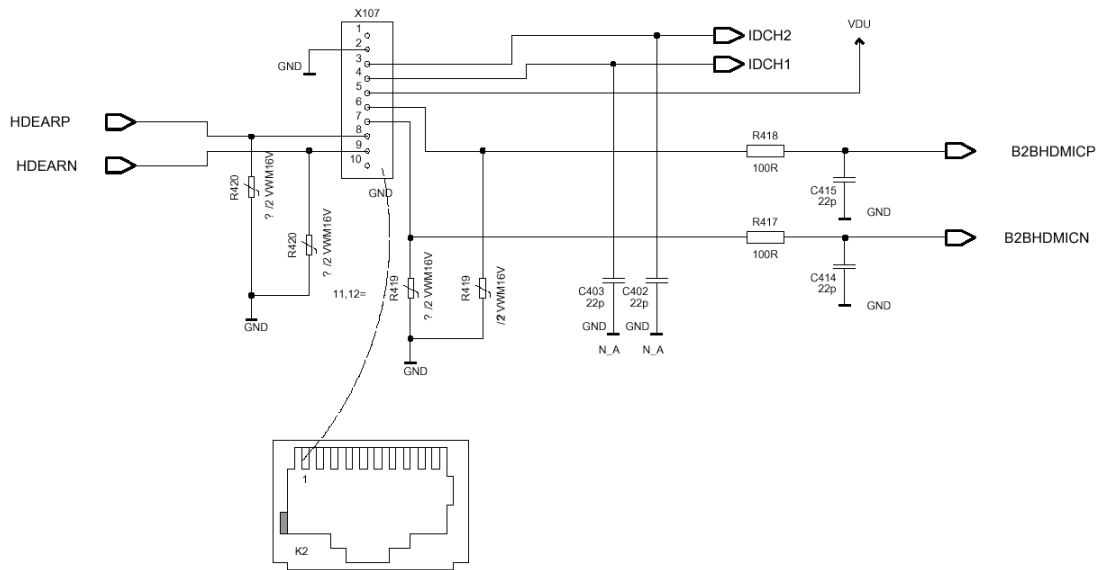 X107
1
2
3
4
5
6
7
8
9
10
GND
GND
IDCH2
IDCH1
VDU
HDEARP
HDEARN
R418
100R
B2BHDMICP
C415
22p
GND
R417
100R
B2BHDMICN
C414
22p
GND
R420
? /2 VWM16V
R420
? /2 VWM16V
GND
11,12=
R419
? /2 VWM16V
R419
/2 VWM16V
GND
C403
22p
GND
N_A
C402
22p
GND
N_A
1
K2